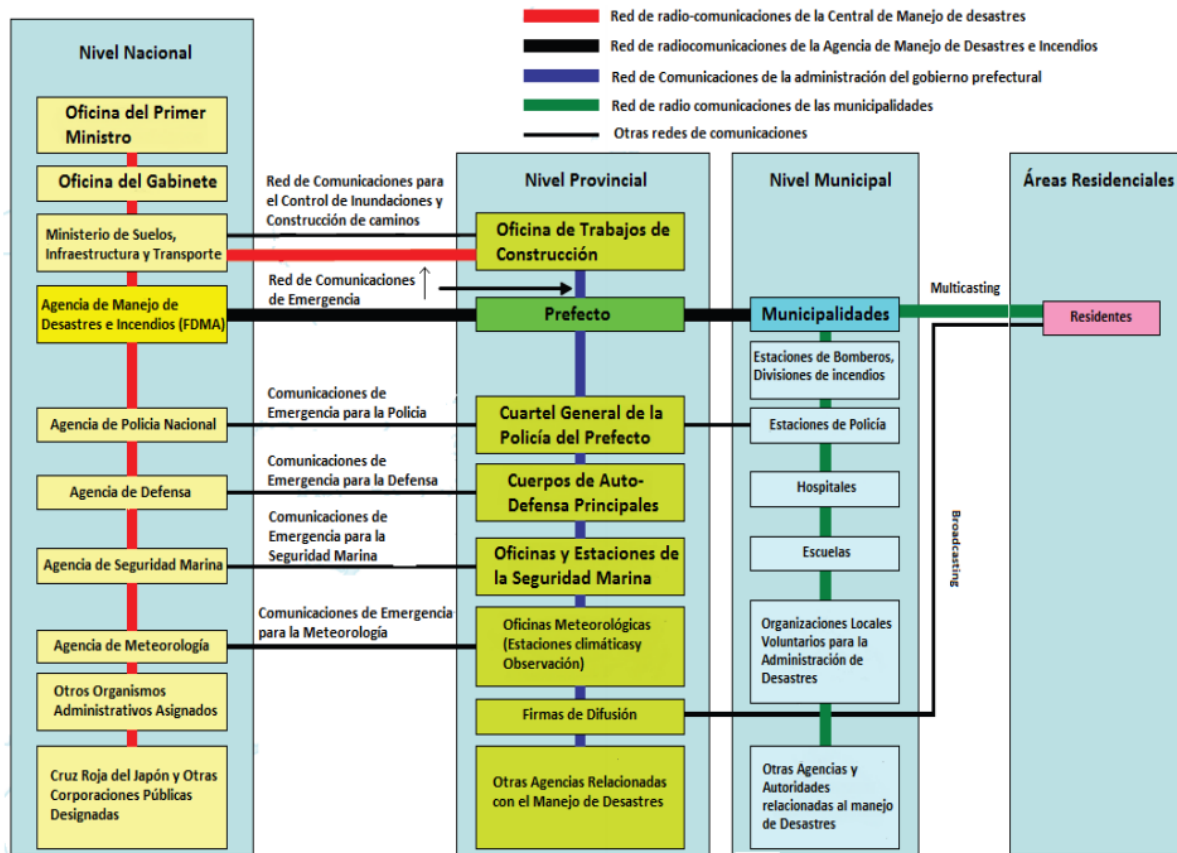 Red de radio-comunicaciones de la Central de Manejo de desastres
Red de radiocomunicaciones de la Agencia de Manejo de Desastres e Incendios
Red de Comunicaciones de la administración del gobierno prefectural
Red de radio comunicaciones de las municipalidades
Otras redes de comunicaciones
Nivel Nacional
Oficina del Primer
Ministro
Oficina del Gabinete
Ministerio de Suelos,
Infraestructura y Transporte
Agencia de Manejo de
Desastres e Incendios (FDMA)
Agencia de Policia Nacional
Agencia de Defensa
Agencia de Seguridad Marina
Agencia de Meteorología
Otros Organismos
Administrativos Asignados
Cruz Roja del Japón y Otras
Corporaciones Públicas
Designadas
Red de Comunicaciones para
el Control de Inundaciones y
Construcción de caminos
Red de Comunicaciones
de Emergencia
Comunicaciones de
Emergencia para la Policia
Comunicaciones de
Emergencia para la Defensa
Comunicaciones de
Emergencia para la
Seguridad Marina
Comunicaciones de Emergencia
para la Meteorología
Nivel Provincial
Oficina de Trabajos de
Construcción
Prefecto
Cuartel General de la
Policía del Prefecto
Cuerpos de Auto-
Defensa Principales
Oficinas y Estaciones de
la Seguridad Marina
Oficinas Meteorológicas
(Estaciones climáticasy
Observación)
Firmas de Difusión
Otras Agencias Relacionadas
con el Manejo de Desastres
Nivel Municipal
Municipalidades
Estaciones de Bomberos,
Divisiones de incendios
Estaciones de Policía
Hospitales
Escuelas
Organizaciones Locales
Voluntarios para la
Administración de
Desastres
Otras Agencias y
Autoridades
relacionadas al manejo
de Desastres
Multicasting
Broadcasting
Áreas Residenciales
Residentes